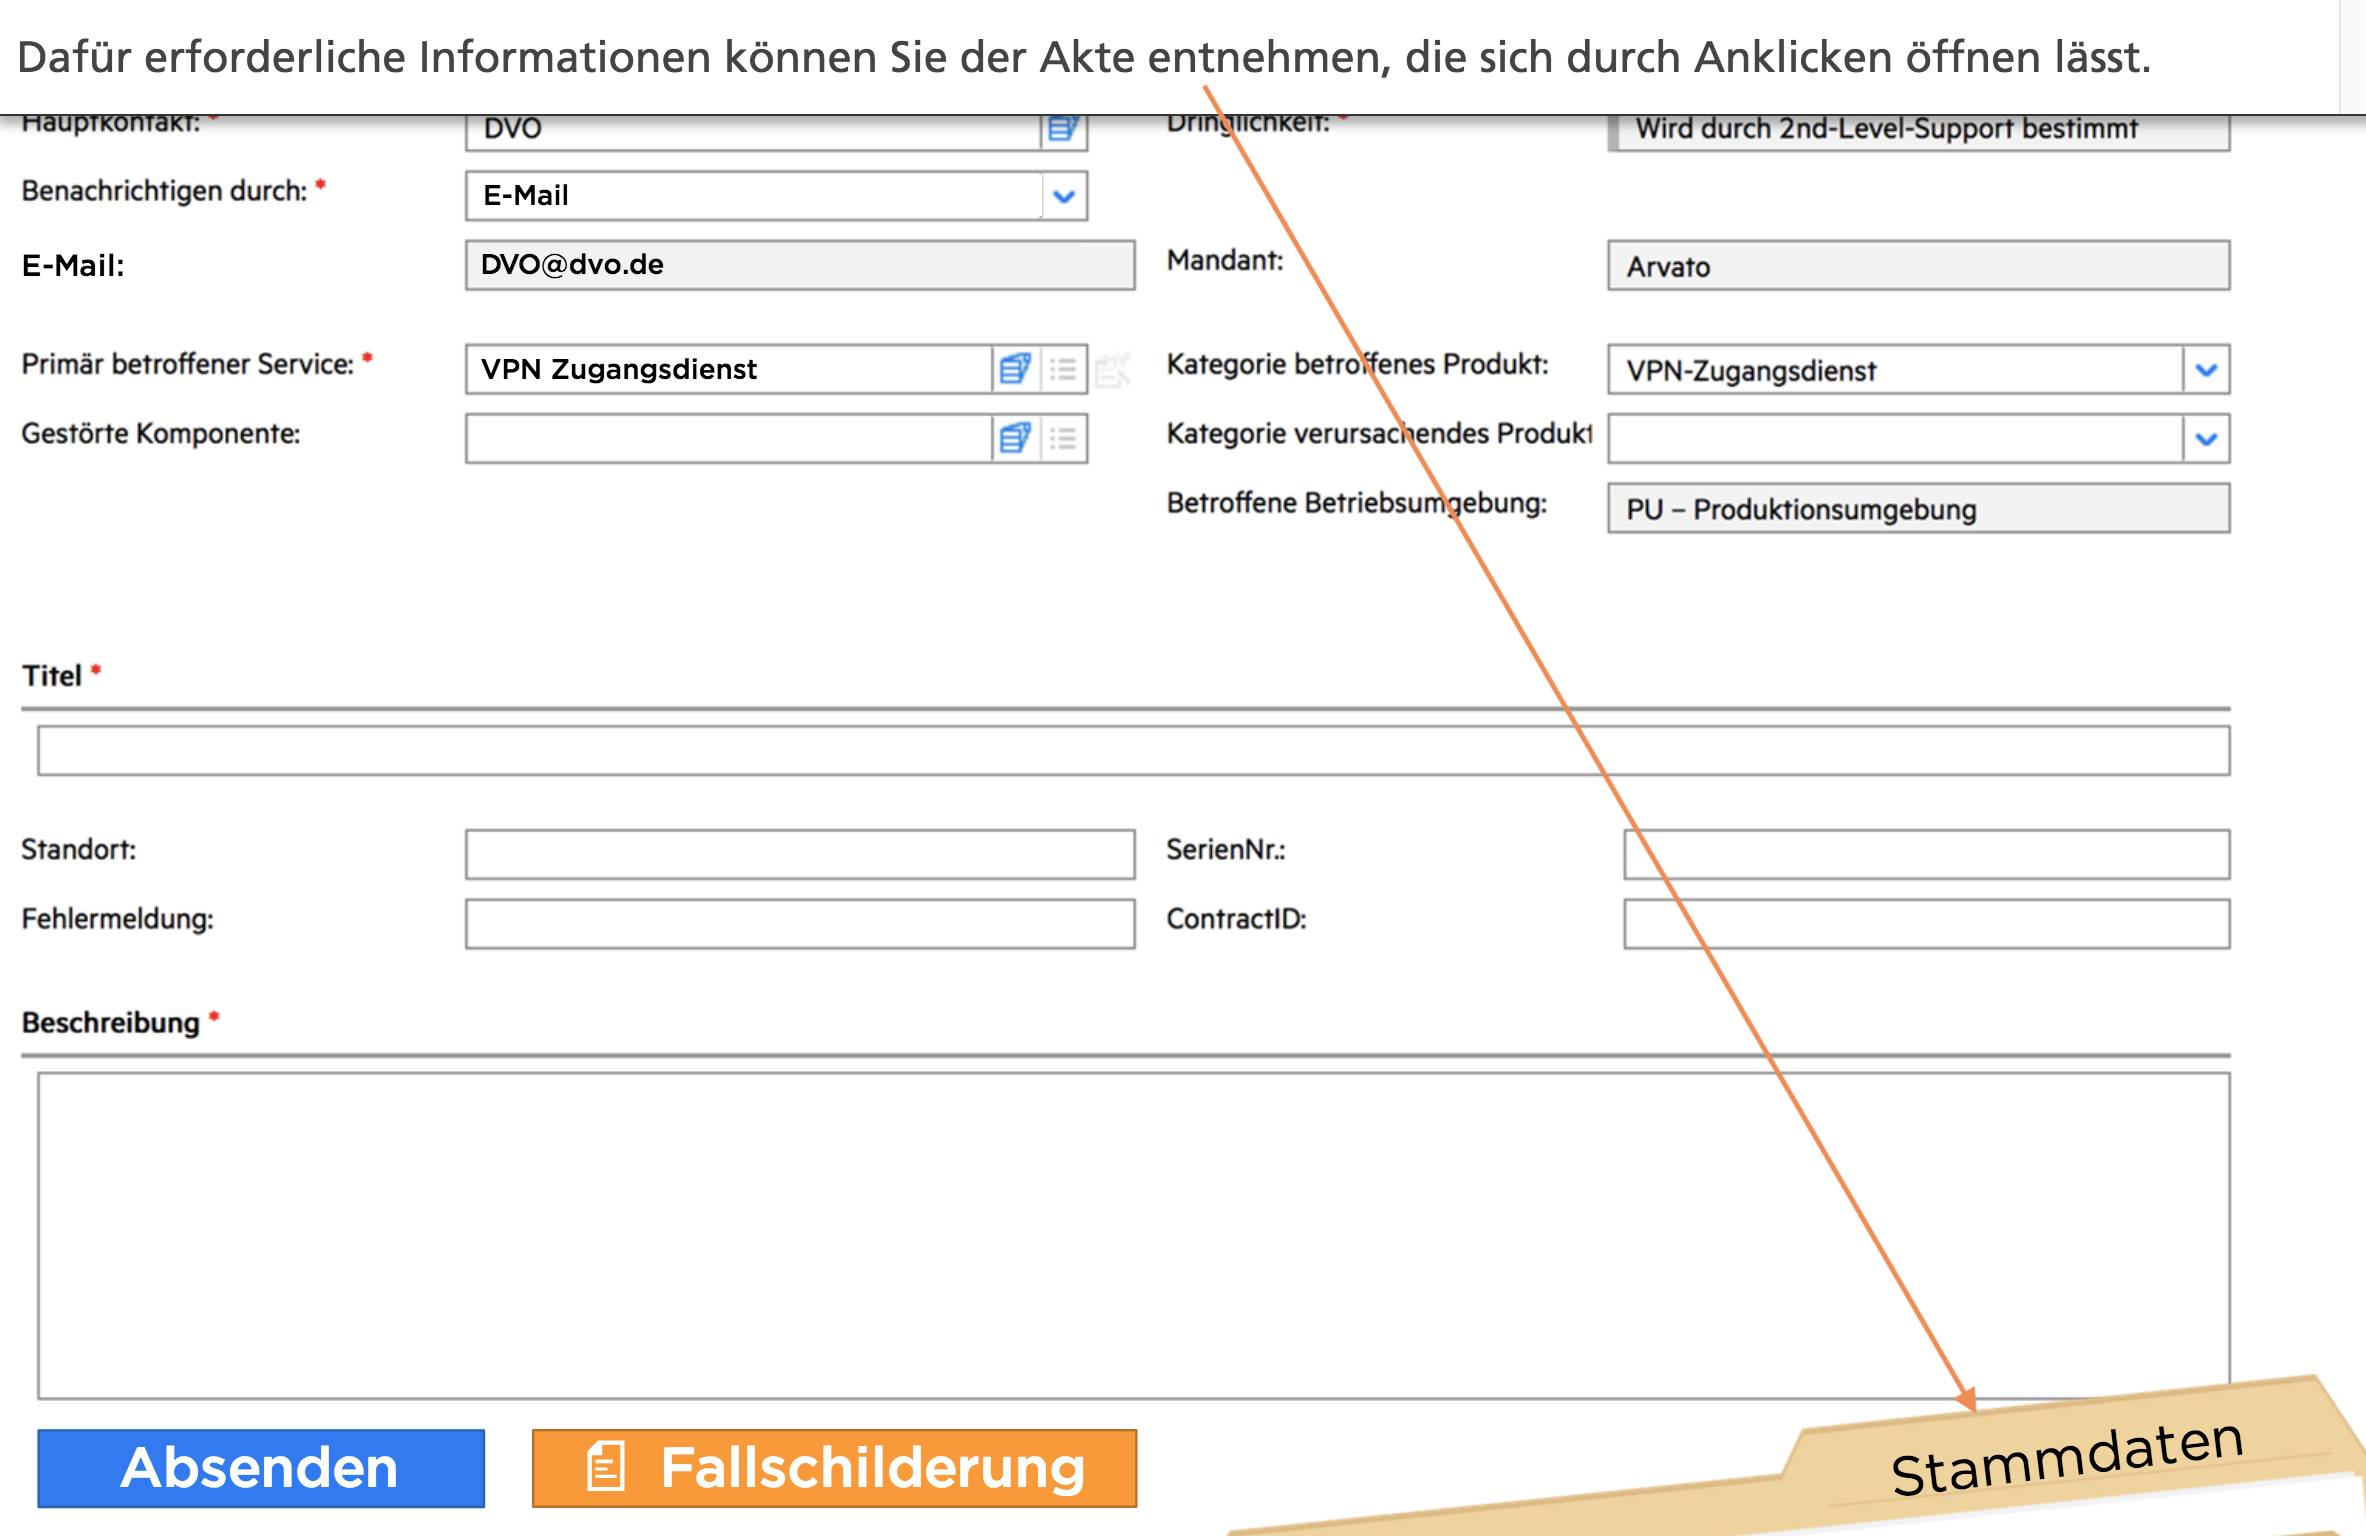 Dafür erforderliche Informationen können Sie der Akte entnehmen, die sich durch Anklicken öffnen lässt.
Hauptkontakt: * DVO Dringlichkeit: * Wird durch 2nd-Level-Support bestimmt
Benachrichtigen durch: * E-Mail
E-Mail: DVO@dvo.de Mandant: Arvato
Primär betroffener Service: * VPN Zugangsdienst Kategorie betroffenes Produkt: VPN-Zugangsdienst
Gestörte Komponente: Kategorie verursachendes Produkt
Betroffene Betriebsumgebung: PU – Produktionsumgebung
Titel *
Standort: SerienNr.:
Fehlermeldung: ContractID:
Beschreibung *
Absenden Fallschilderung Stammdaten